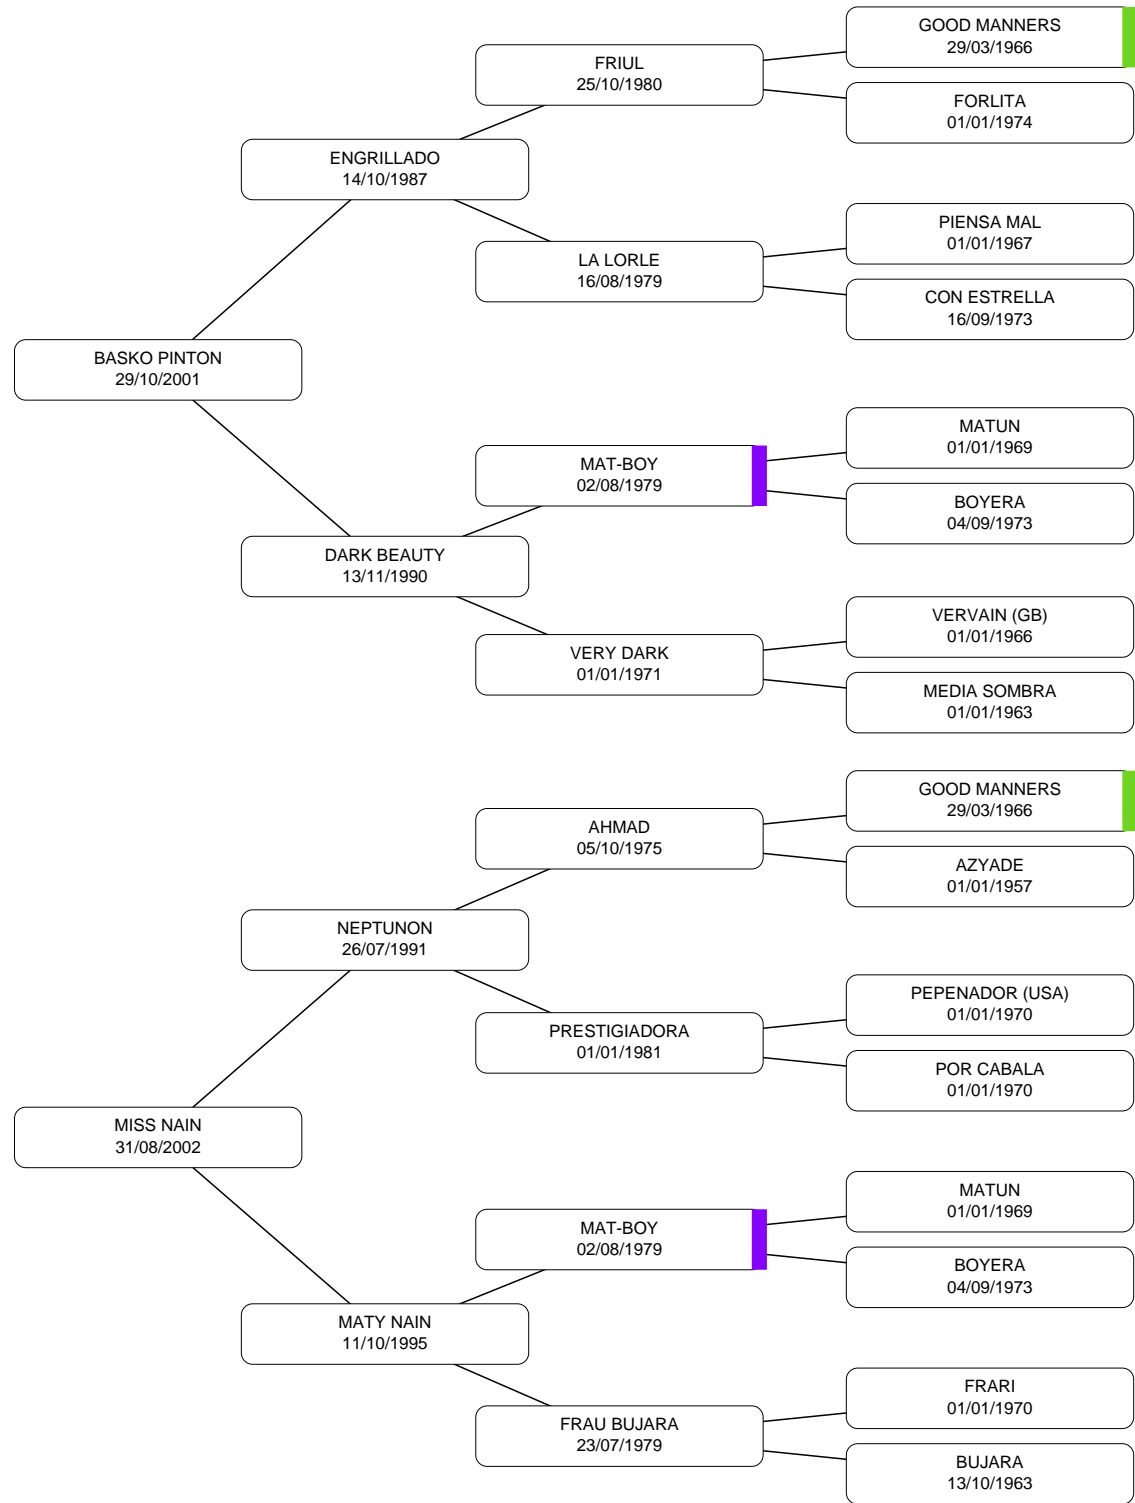 GOOD MANNERS
29/03/1966
FRIUL
25/10/1980
FORLITA
01/01/1974
ENGRILLADO
14/10/1987
PIENSA MAL
01/01/1967
LA LORLE
16/08/1979
CON ESTRELLA
16/09/1973
BASKO PINTON
29/10/2001
MATUN
01/01/1969
MAT-BOY
02/08/1979
BOYERA
04/09/1973
DARK BEAUTY
13/11/1990
VERVAIN (GB)
01/01/1966
VERY DARK
01/01/1971
MEDIA SOMBRA
01/01/1963
GOOD MANNERS
29/03/1966
AHMAD
05/10/1975
AZYADE
01/01/1957
NEPTUNON
26/07/1991
PEPENADOR (USA)
01/01/1970
PRESTIGIADORA
01/01/1981
POR CABALA
01/01/1970
MISS NAIN
31/08/2002
MATUN
01/01/1969
MAT-BOY
02/08/1979
BOYERA
04/09/1973
MATY NAIN
11/10/1995
FRARI
01/01/1970
FRAU BUJARA
23/07/1979
BUJARA
13/10/1963